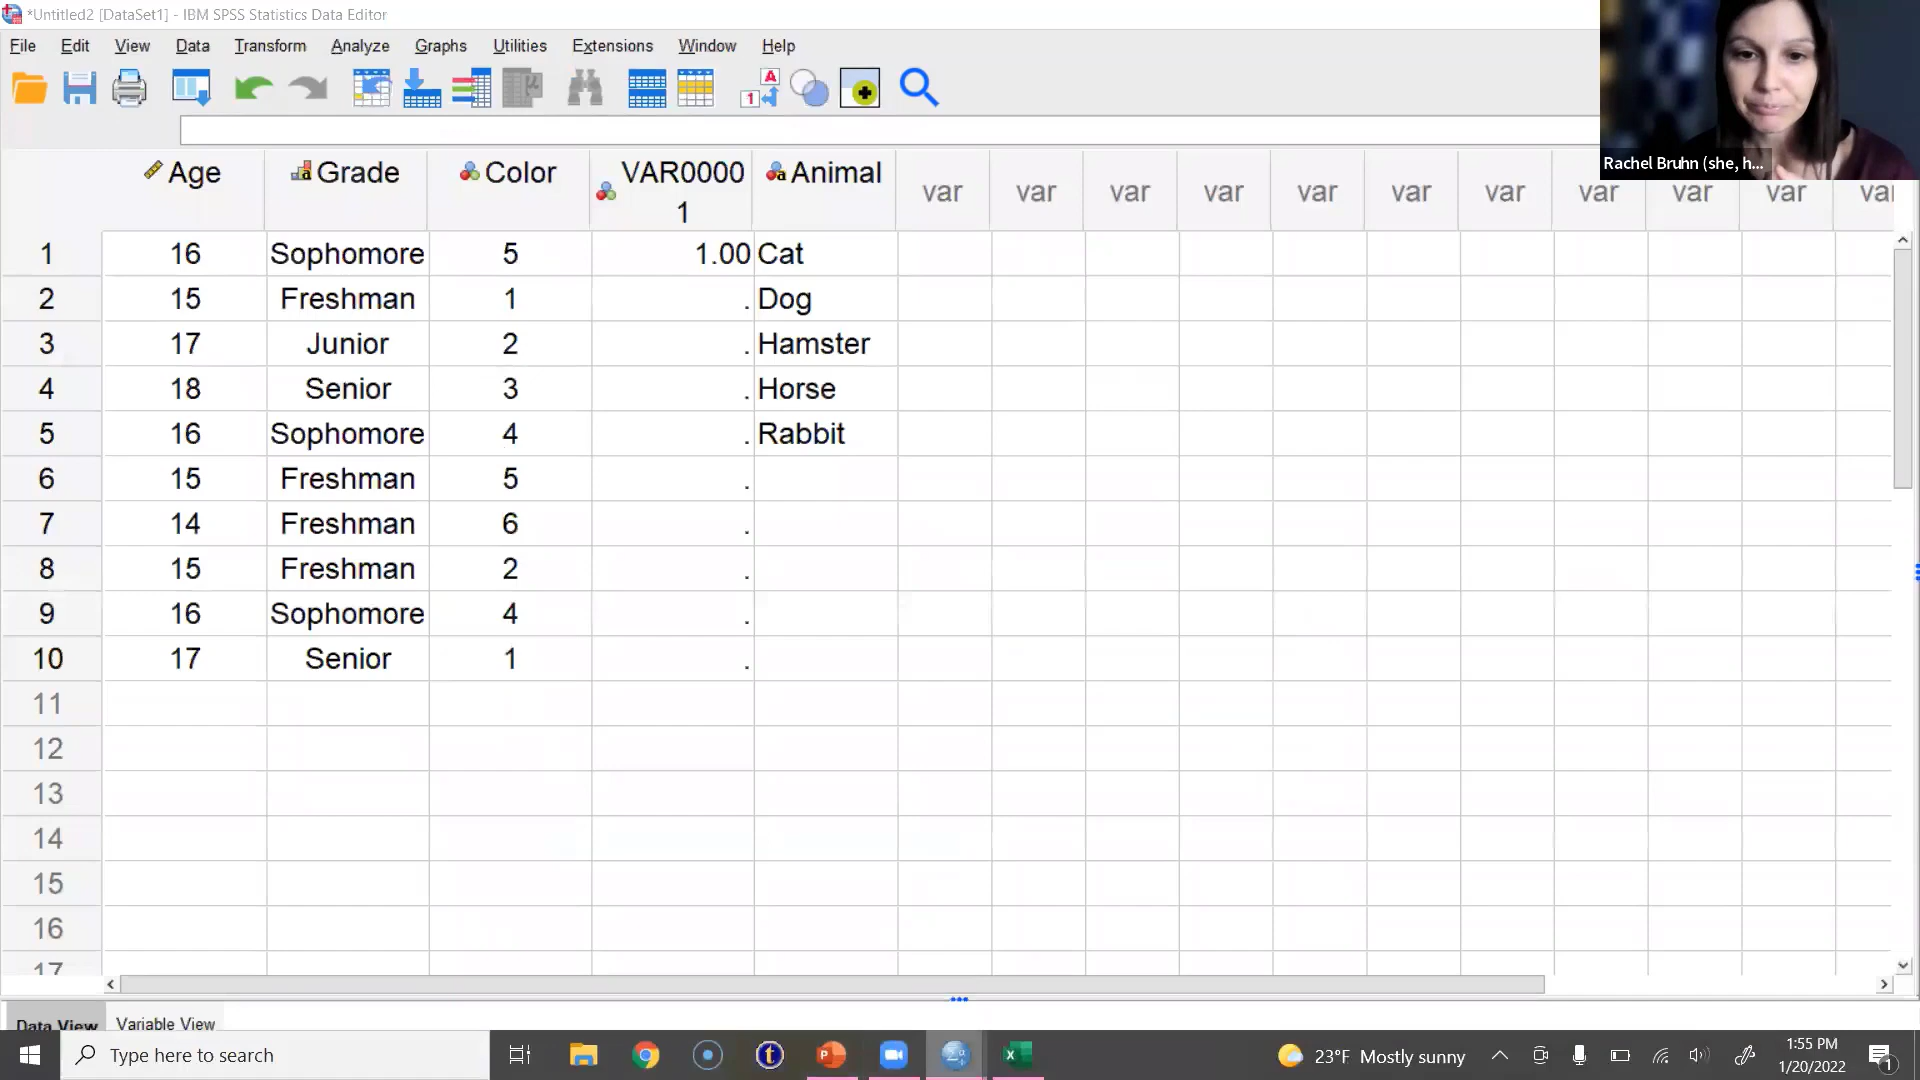 *Untitled2 [DataSet1] - IBM SPSS Statistics Data Editor
File Edit View Data Transform Analyze Graphs Utilities Extensions Window Help
Rachel Bruhn (she, h...
Age Grade Color VAR0000 1 Animal var var var var var var var var var var var
1 16 Sophomore 5 1.00 Cat
2 15 Freshman 1 . Dog
3 17 Junior 2 . Hamster
4 18 Senior 3 . Horse
5 16 Sophomore 4 . Rabbit
6 15 Freshman 5 .
7 14 Freshman 6 .
8 15 Freshman 2 .
9 16 Sophomore 4 .
10 17 Senior 1 .
11
12
13
14
15
16
17
Data View Variable View
Type here to search
23°F Mostly sunny
1:55 PM
1/20/2022
1